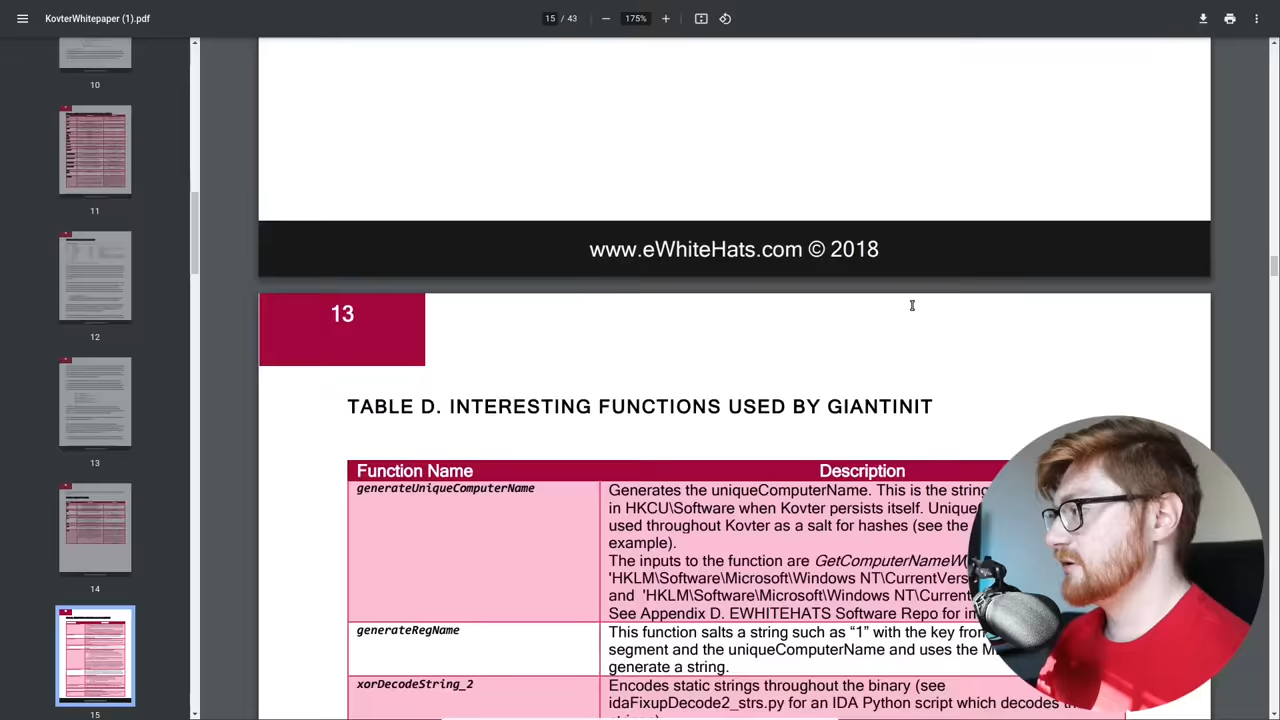 KovterWhitepaper (1).pdf
15 / 43
175%
10
11
12
13
14
15
www.eWhiteHats.com © 2018
13
TABLE D. INTERESTING FUNCTIONS USED BY GIANTINIT
Function Name
Description
generateUniqueComputerName
Generates the uniqueComputerName. This is the string
in HKCU\Software when Kovter persists itself. Unique
used throughout Kovter as a salt for hashes (see the
example).
The inputs to the function are GetComputerNameW(
'HKLM\Software\Microsoft\Windows NT\CurrentVers
and 'HKLM\Software\Microsoft\Windows NT\Current
See Appendix D. EWHITEHATS Software Repo for
generateRegName
This function salts a string such as “1” with the key from
segment and the uniqueComputerName and uses the
generate a string.
xorDecodeString_2
Encodes static strings throughout the binary (see
idaFixupDecode2_strs.py for an IDA Python script which decodes